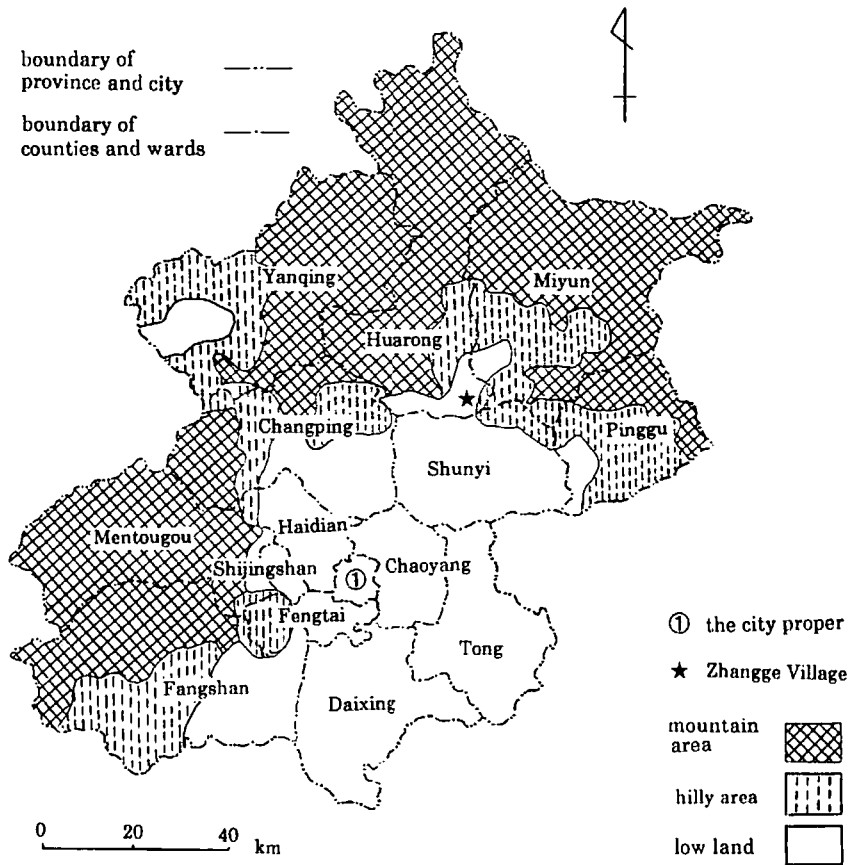 boundary of
province and city
boundary of
counties and wards
Yanqing
Miyun
Huarong
Changping
Pinggu
Shunyi
Haidian
Mentougou
Shijingshan
Chaoyang
①
Fengtai
Tong
Fangshan
Daixing
① the city proper
★ Zhangge Village
mountain
area
hilly area
low land
0 20 40 km